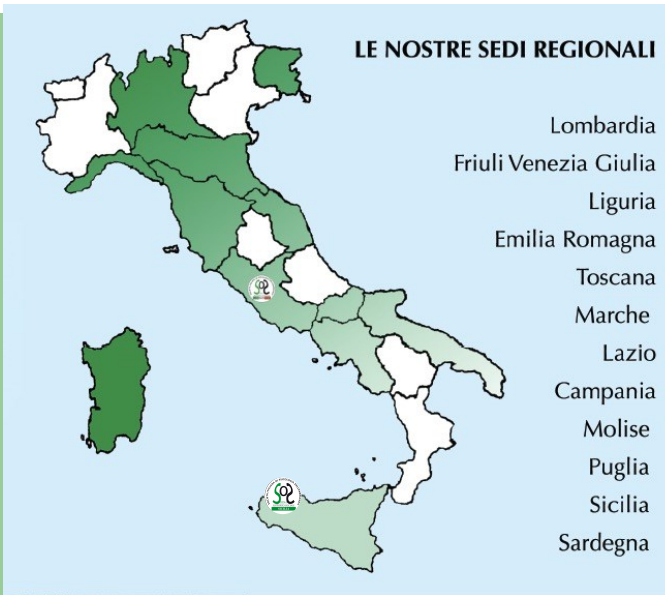 LE NOSTRE SEDI REGIONALI
Lombardia
Friuli Venezia Giulia
Liguria
Emilia Romagna
Toscana
Marche
Lazio
Campania
Molise
Puglia
Sicilia
Sardegna